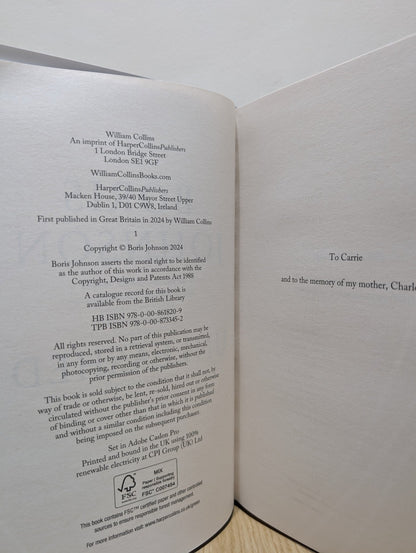 William Collins
An imprint of HarperCollinsPublishers
1 London Bridge Street
London SE1 9GF
WilliamCollinsBooks.com
HarperCollinsPublishers
Macken House, 39/40 Mayor Street Upper
Dublin 1, D01 C9W8, Ireland
First published in Great Britain in 2024 by William Collins
1
Copyright © Boris Johnson 2024
Boris Johnson asserts the moral right to be identified
as the author of this work in accordance with the
Copyright, Designs and Patents Act 1988
A catalogue record for this book is
available from the British Library
HB ISBN 978-0-00-861820-9
TPB ISBN 978-0-00-873345-2
All rights reserved. No part of this publication may be
reproduced, stored in a retrieval system, or transmitted,
in any form or by any means, electronic, mechanical,
photocopying, recording or otherwise, without the
prior permission of the publishers.
This book is sold subject to the condition that it shall not, by
way of trade or otherwise, be lent, re-sold, hired out or otherwise
circulated without the publisher's prior consent in any form
of binding or cover other than that in which it is published
and without a similar condition including this condition
being imposed on the subsequent purchaser.
Set in Adobe Caslon Pro
Printed and bound in the UK using 100%
renewable electricity at CPI Group (UK) Ltd
FSC
MIX
Paper | Supporting
responsible forestry
FSC™ C007454
This book contains FSC™ certified paper and other controlled
sources to ensure responsible forest management.
For more information visit: www.harpercollins.co.uk/green
To Carrie
and to the memory of my mother, Charl